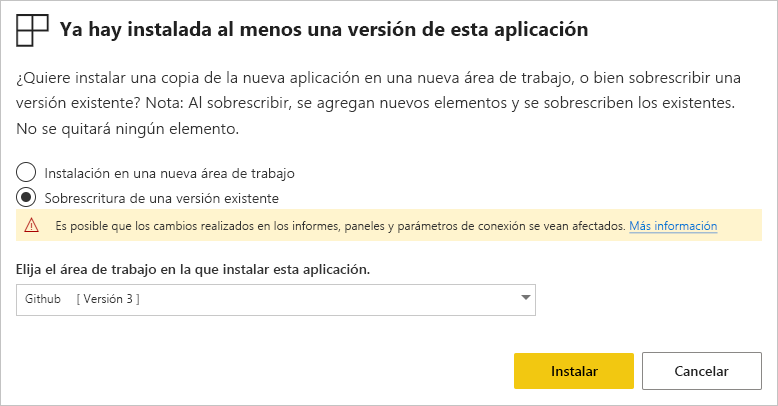 Ya hay instalada al menos una versión de esta aplicación
¿Quiere instalar una copia de la nueva aplicación en una nueva área de trabajo, o bien sobrescribir una
versión existente? Nota: Al sobrescribir, se agregan nuevos elementos y se sobrescriben los existentes.
No se quitará ningún elemento.
Instalación en una nueva área de trabajo
Sobrescritura de una versión existente
Es posible que los cambios realizados en los informes, paneles y parámetros de conexión se vean afectados. Más información
Elija el área de trabajo en la que instalar esta aplicación.
Github [ Versión 3 ]
Instalar Cancelar